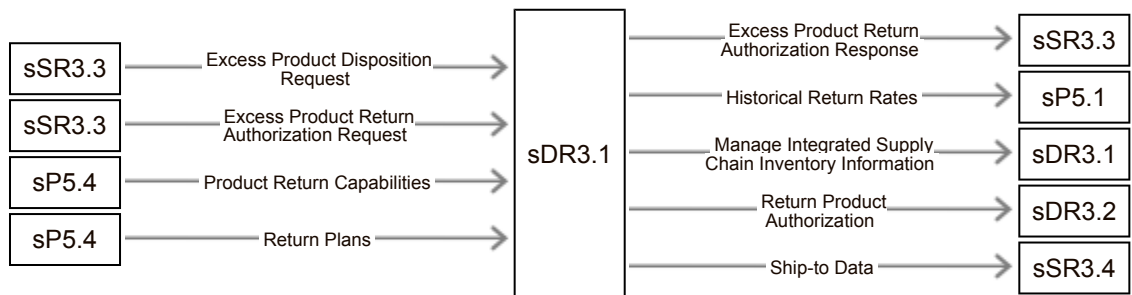 sSR3.3
Excess Product Disposition
Request
sSR3.3
Excess Product Return
Authorization Request
sP5.4
Product Return Capabilities
sP5.4
Return Plans
sDR3.1
Excess Product Return
Authorization Response
sSR3.3
Historical Return Rates
sP5.1
Manage Integrated Supply
Chain Inventory Information
sDR3.1
Return Product
Authorization
sDR3.2
Ship-to Data
sSR3.4